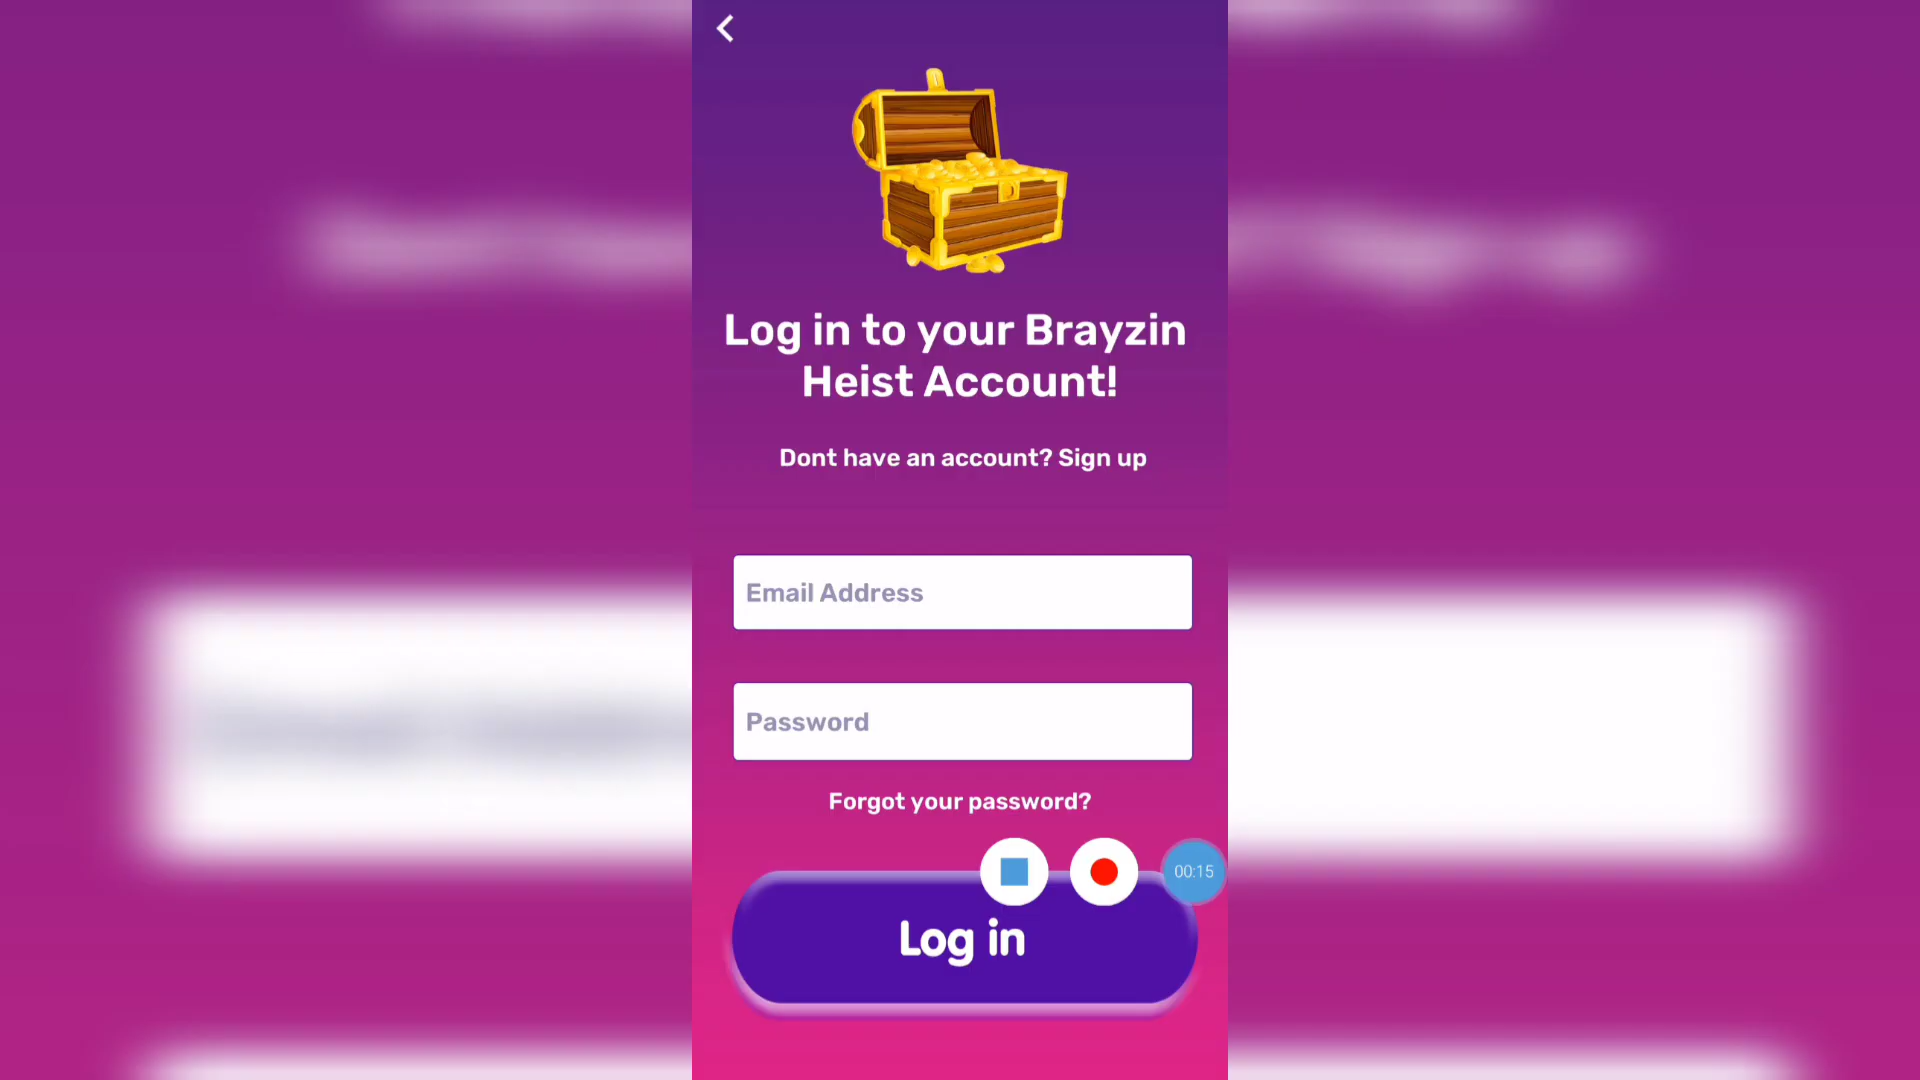 Log in to your Brayzin
Heist Account!
Dont have an account? Sign up
Email Address
Password
Forgot your password?
00:15
Log in